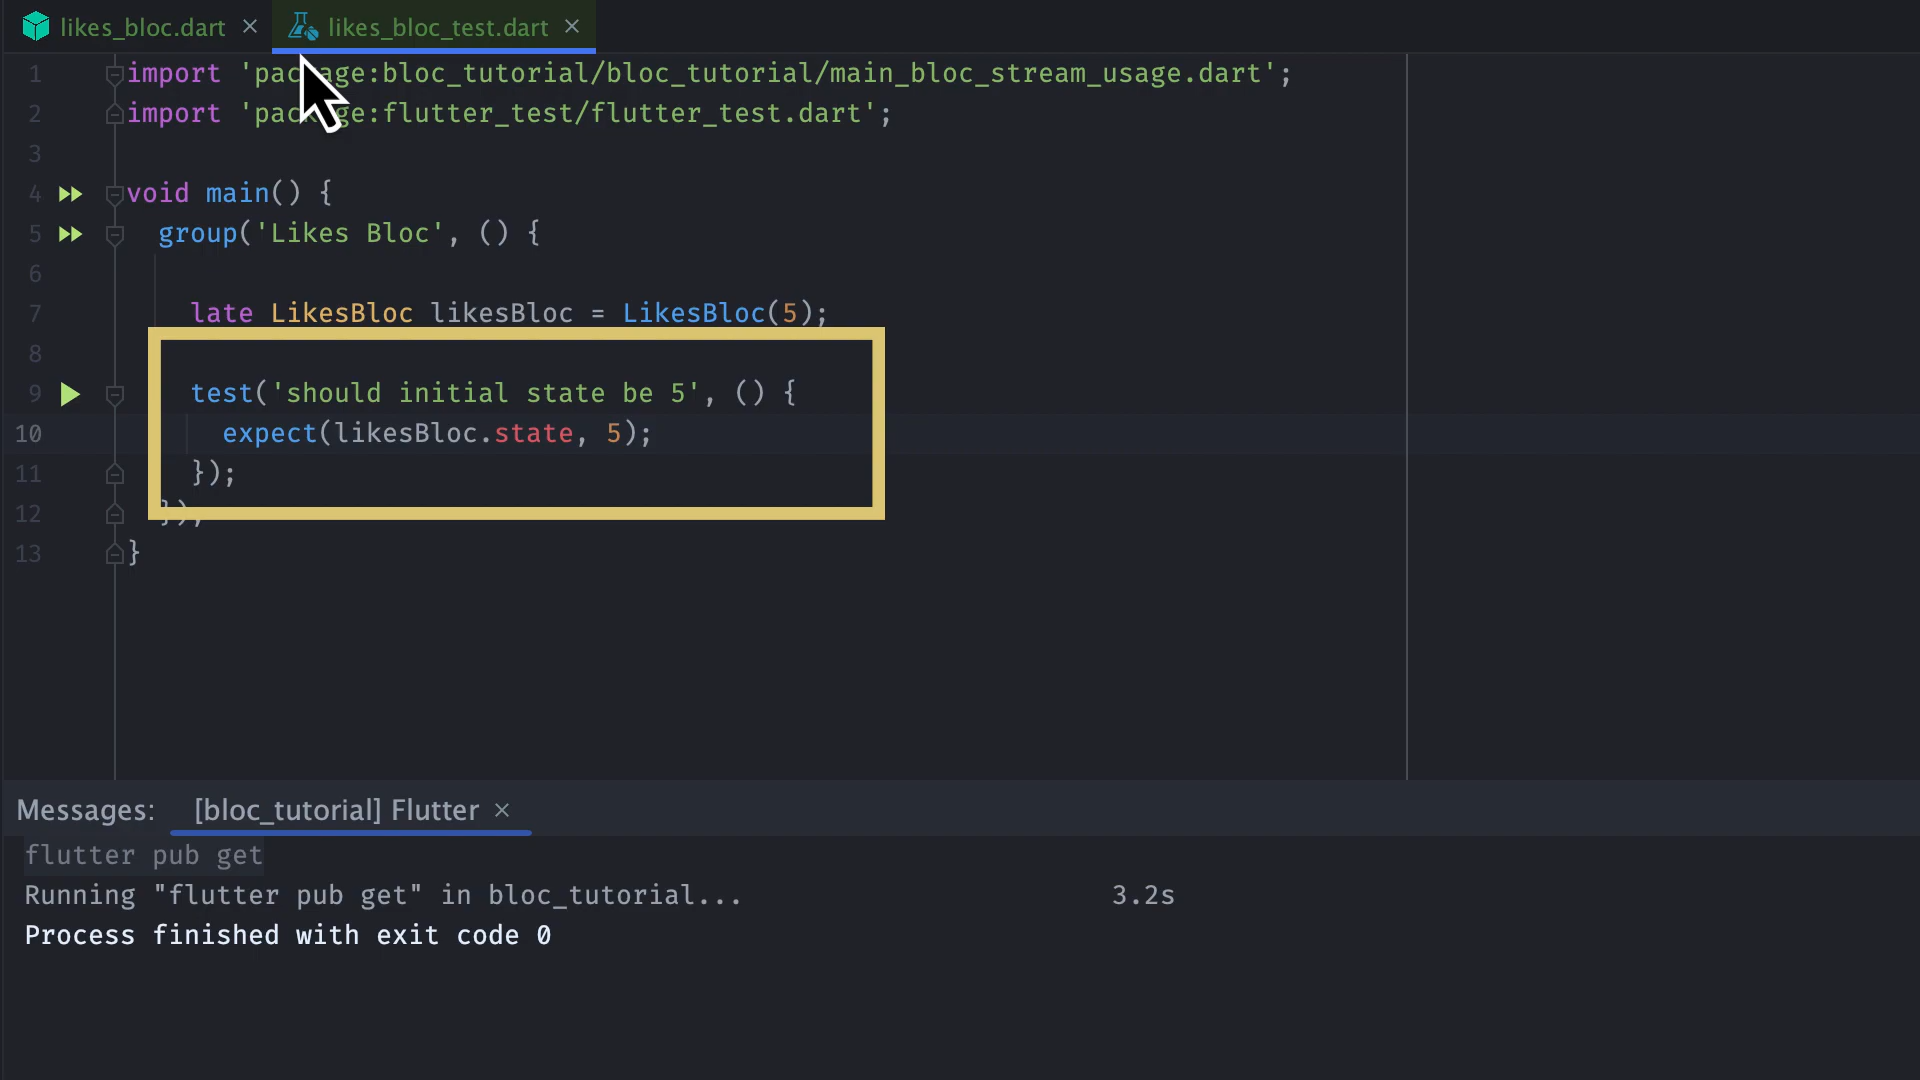 likes_bloc.dart × likes_bloc_test.dart ×
1 import 'package:bloc_tutorial/bloc_tutorial/main_bloc_stream_usage.dart';
2 import 'package:flutter_test/flutter_test.dart';
3
4 void main() {
5 group('Likes Bloc', () {
6
7 late LikesBloc likesBloc = LikesBloc(5);
8
9 test('should initial state be 5', () {
10 expect(likesBloc.state, 5);
11 });
12 });
13 }
Messages: [bloc_tutorial] Flutter ×
flutter pub get
Running "flutter pub get" in bloc_tutorial... 3.2s
Process finished with exit code 0